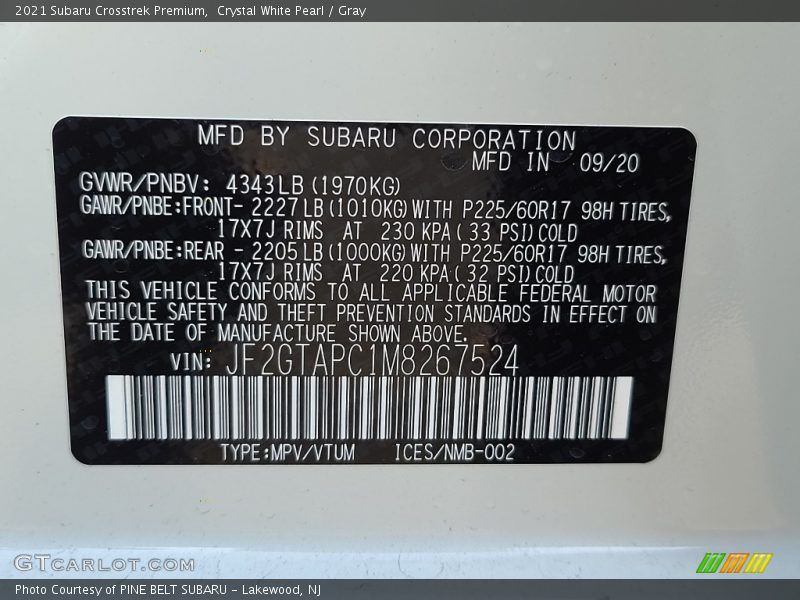 2021 Subaru Crosstrek Premium,  Crystal White Pearl / Gray
MFD BY SUBARU CORPORATION
MFD IN 09/20
GVWR/PNBV: 4343LB (1970KG)
GAWR/PNBE:FRONT- 2227LB (1010KG) WITH P225/60R17 98H TIRES,
17X7J RIMS AT 230 KPA ( 33 PSI) COLD
GAWR/PNBE:REAR - 2205LB (1000KG) WITH P225/60R17 98H TIRES,
17X7J RIMS AT 220 KPA ( 32 PSI) COLD
THIS VEHICLE CONFORMS TO ALL APPLICABLE FEDERAL MOTOR
VEHICLE SAFETY AND THEFT PREVENTION STANDARDS IN EFFECT ON
THE DATE OF MANUFACTURE SHOWN ABOVE.
VIN: JF2GTAPC1M8267524
TYPE:MPV/VTUM ICES/NMB-002
GTCARLOT.COM
Photo Courtesy of PINE BELT SUBARU - Lakewood, NJ